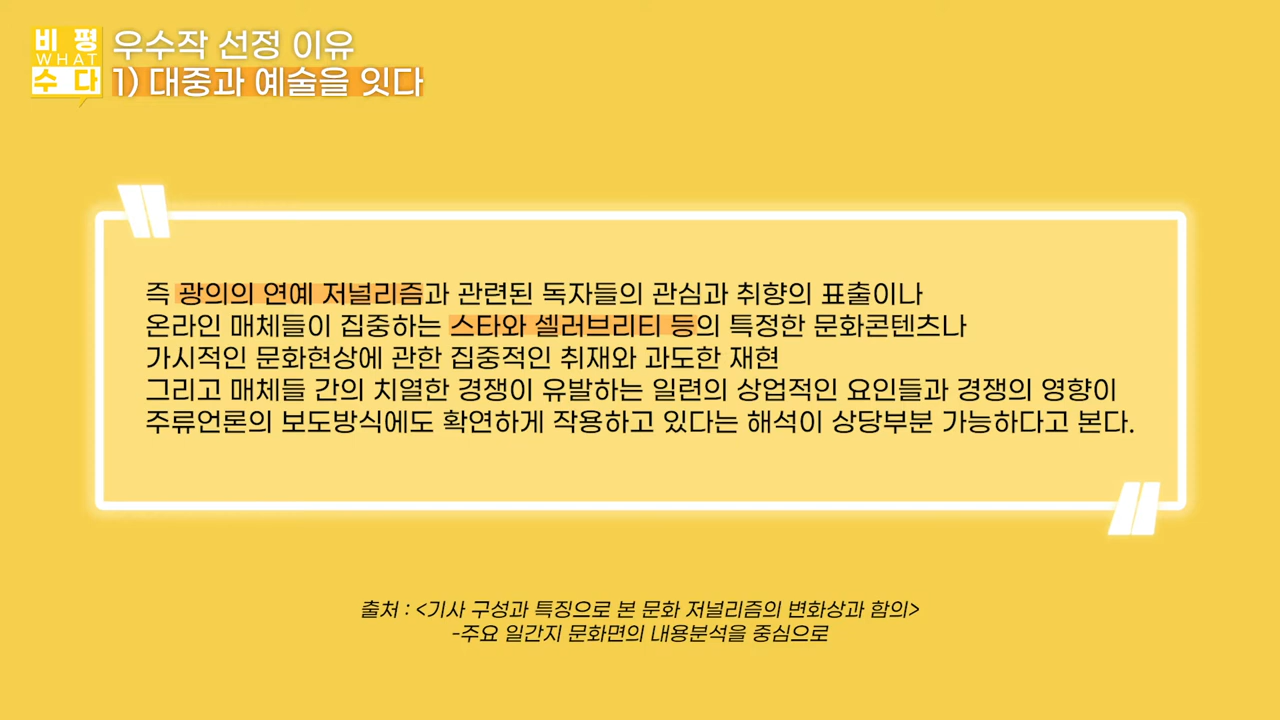 비 평
WHAT
수 다
우수작 선정 이유
1) 대중과 예술을 잇다
즉 광의의 연예 저널리즘과 관련된 독자들의 관심과 취향의 표출이나
온라인 매체들이 집중하는 스타와 셀러브리티 등의 특정한 문화콘텐츠나
가시적인 문화현상에 관한 집중적인 취재와 과도한 재현
그리고 매체들 간의 치열한 경쟁이 유발하는 일련의 상업적인 요인들과 경쟁의 영향이
주류언론의 보도방식에도 확연하게 작용하고 있다는 해석이 상당부분 가능하다고 본다.
출처 : <기사 구성과 특징으로 본 문화 저널리즘의 변화상과 함의>
-주요 일간지 문화면의 내용분석을 중심으로